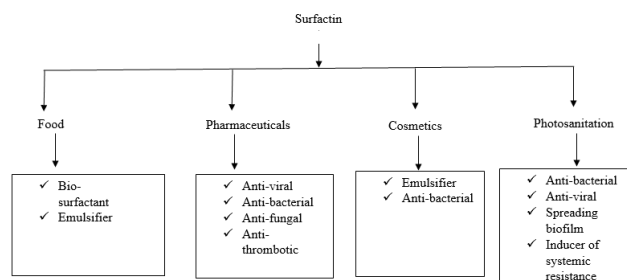 Surfactin
Food
Pharmaceuticals
Cosmetics
Photosanitation
✓ Bio-
surfactant
✓ Emulsifier
✓ Anti-viral
✓ Anti-bacterial
✓ Anti-fungal
✓ Anti-
thrombotic
✓ Emulsifier
✓ Anti-bacterial
✓ Anti-bacterial
✓ Anti-viral
✓ Spreading
biofilm
✓ Inducer of
systemic
resistance